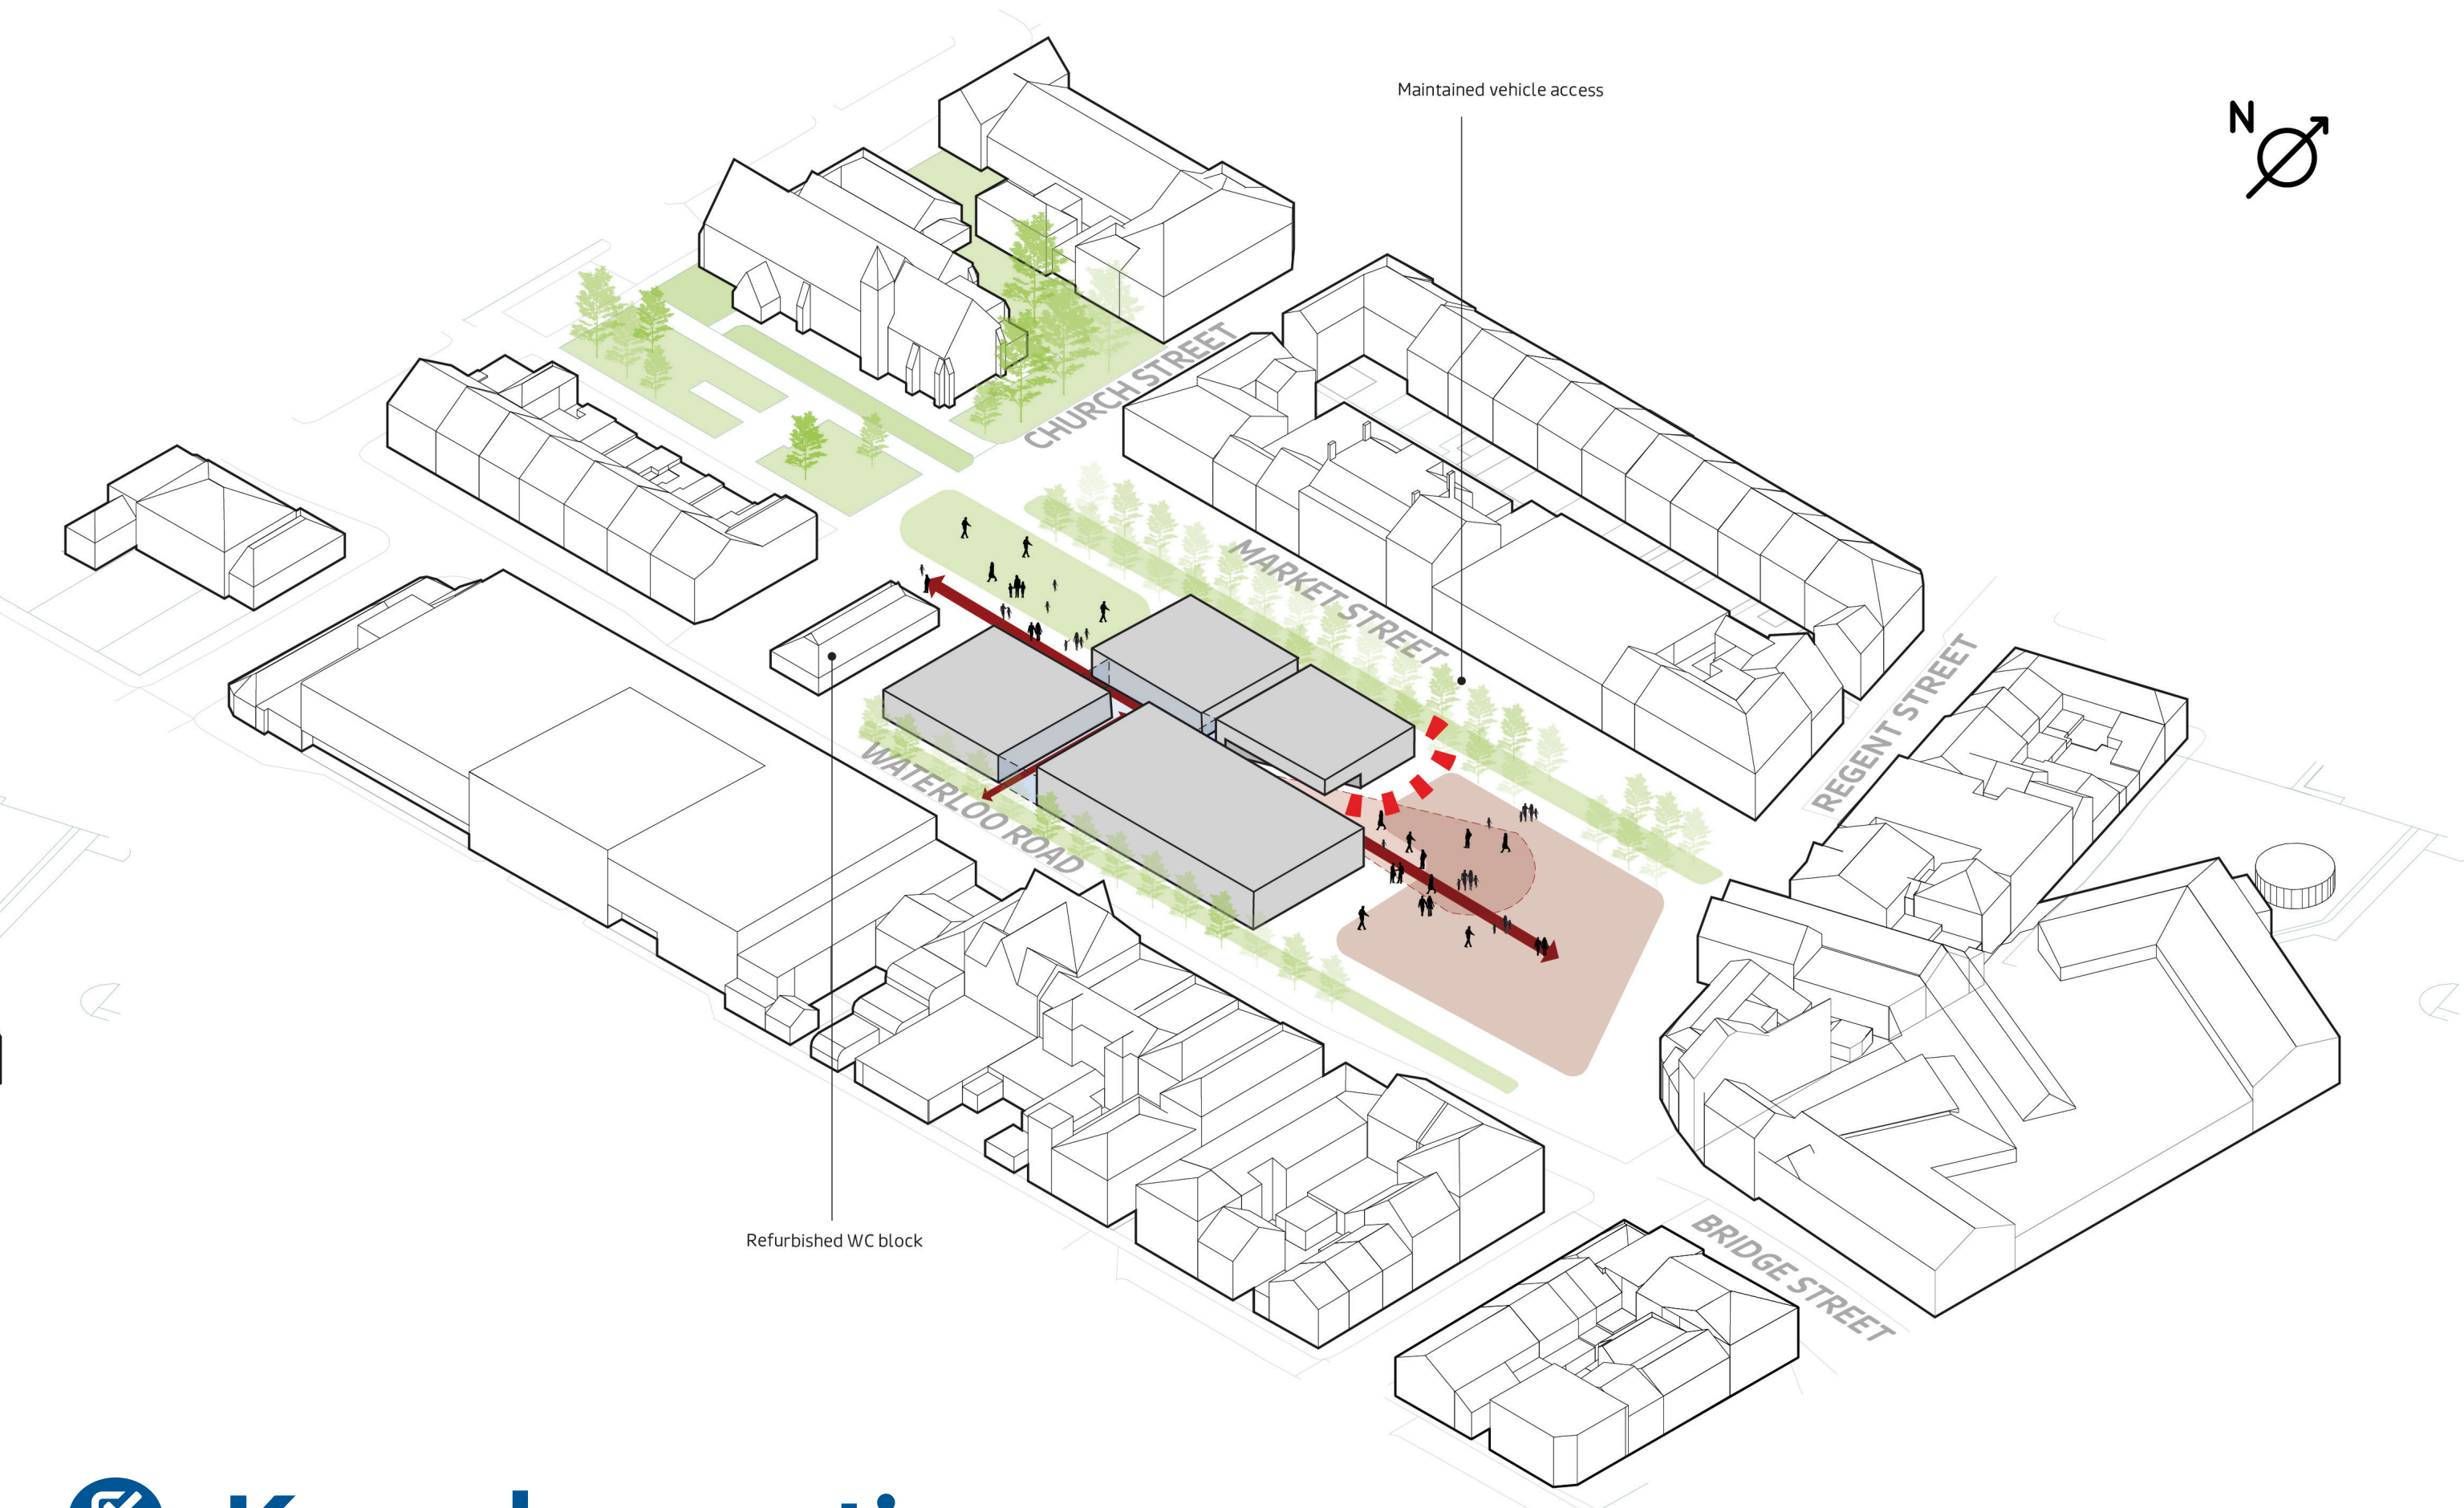 Maintained vehicle access
N
CHURCH STREET
MARKET STREET
REGENT STREET
WATERLOO ROAD
Refurbished WC block
BRIDGE STREET